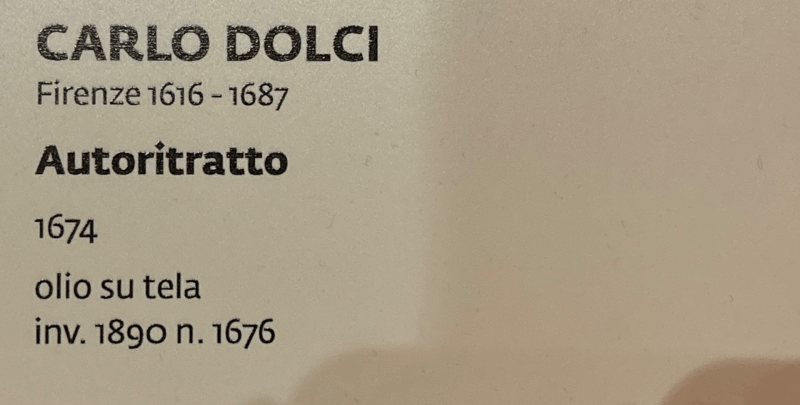 CARLO DOLCI
Firenze 1616 - 1687
Autoritratto
1674
olio su tela
inv. 1890 n. 1676